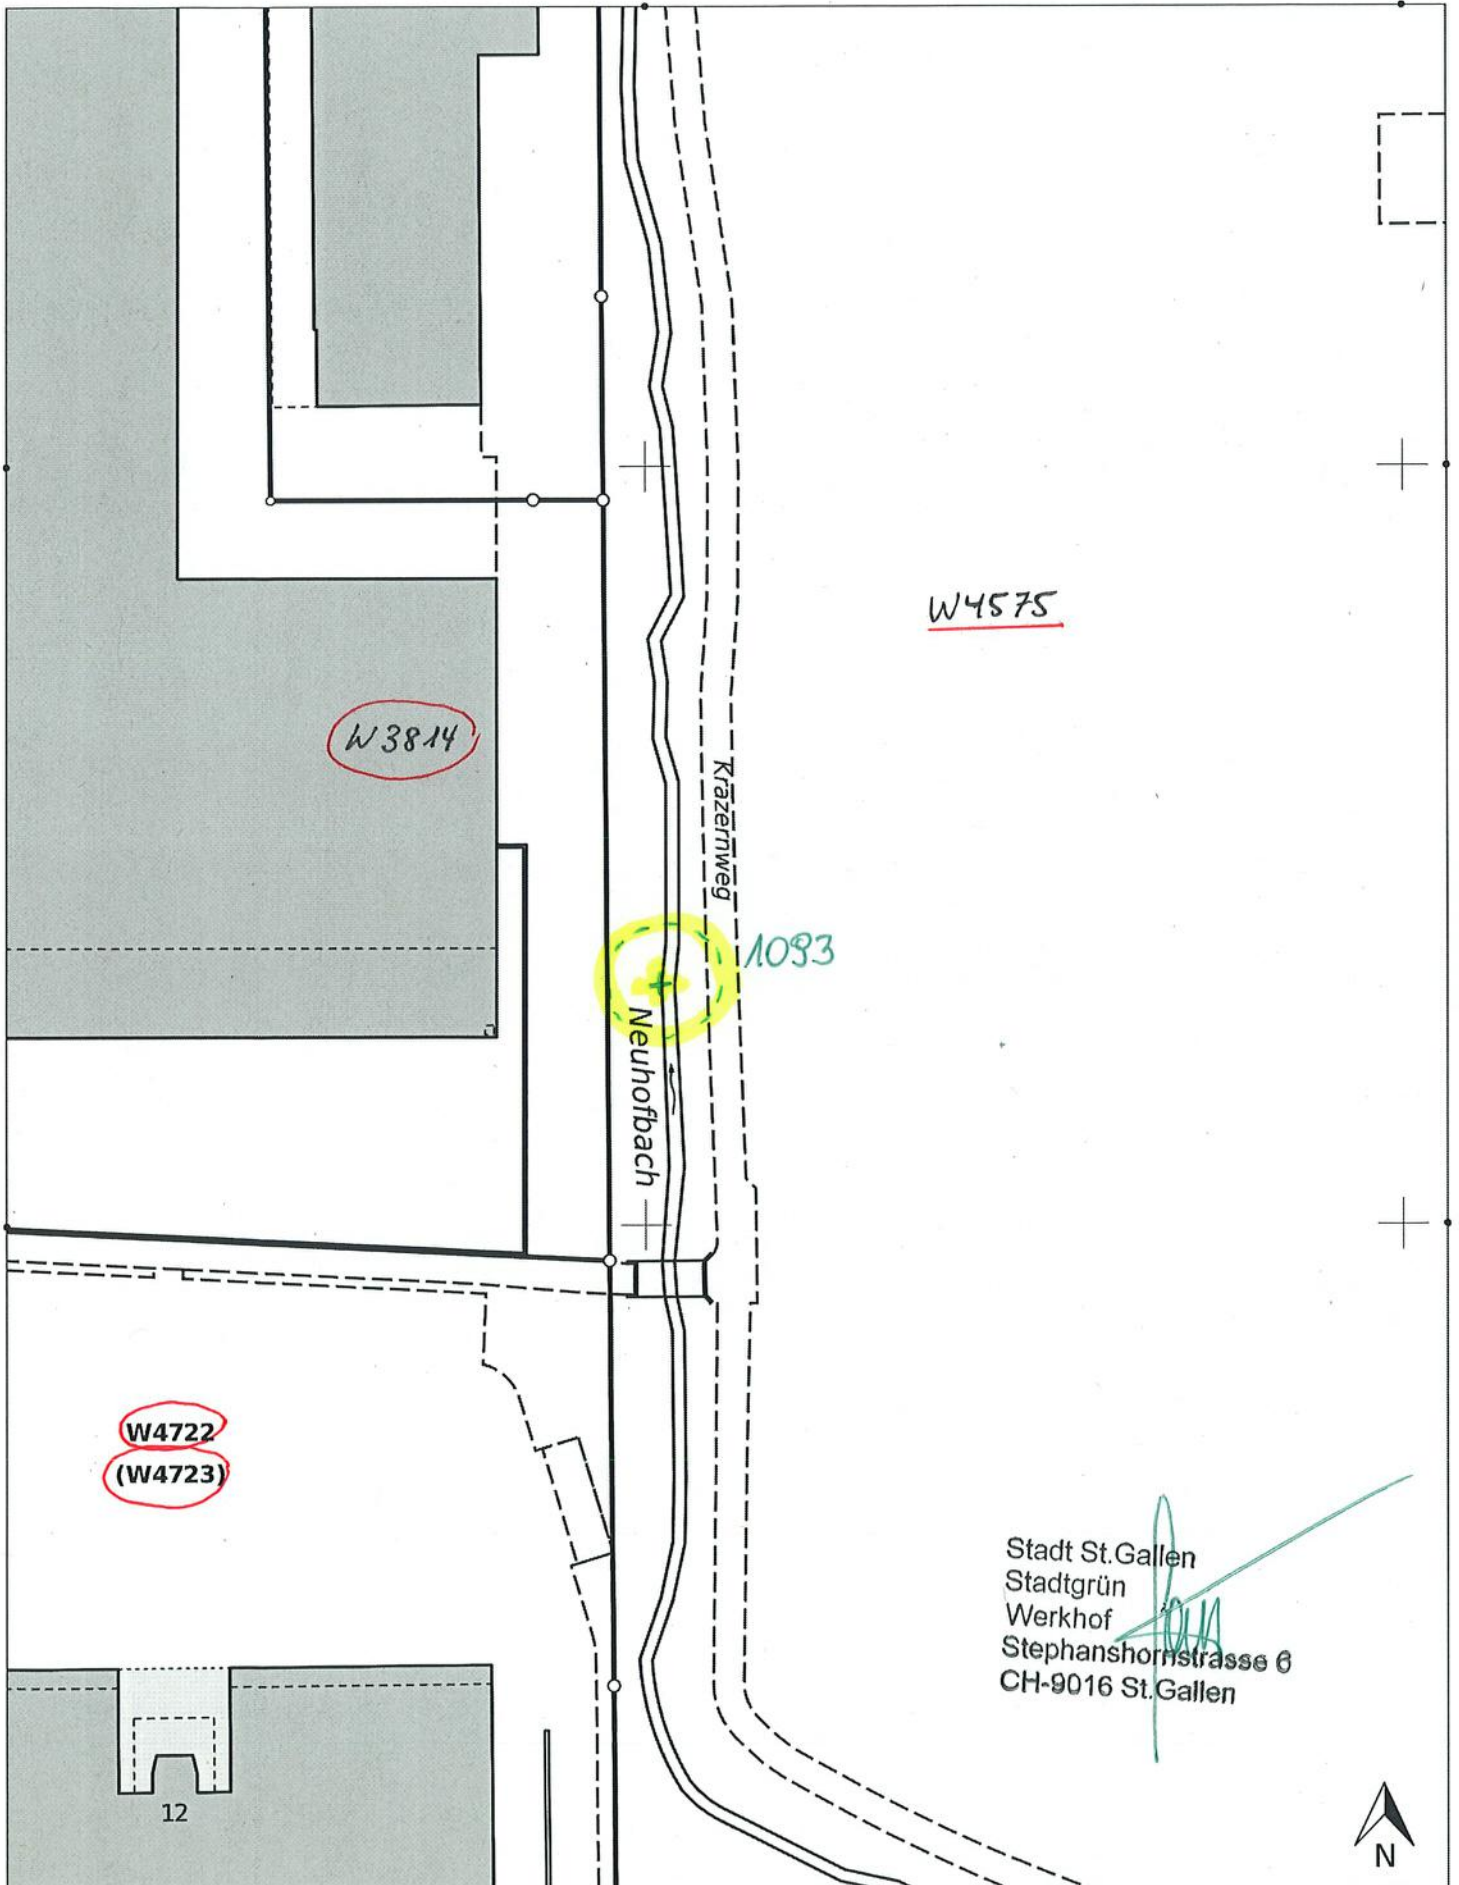 W4575
W3814
Kräzernweg
1093
Neuhofbach
W4722
(W4723)
Stadt St.Gallen
Stadtgrün
Werkhof
Stephanshornstrasse 6
CH-9016 St.Gallen
12
N